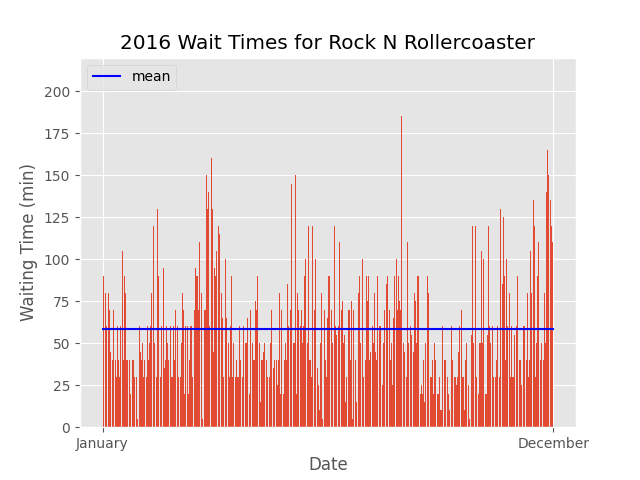 2016 Wait Times for Rock N Rollercoaster
mean
200
175
150
125
100
75
50
25
0
Waiting Time (min)
January
December
Date